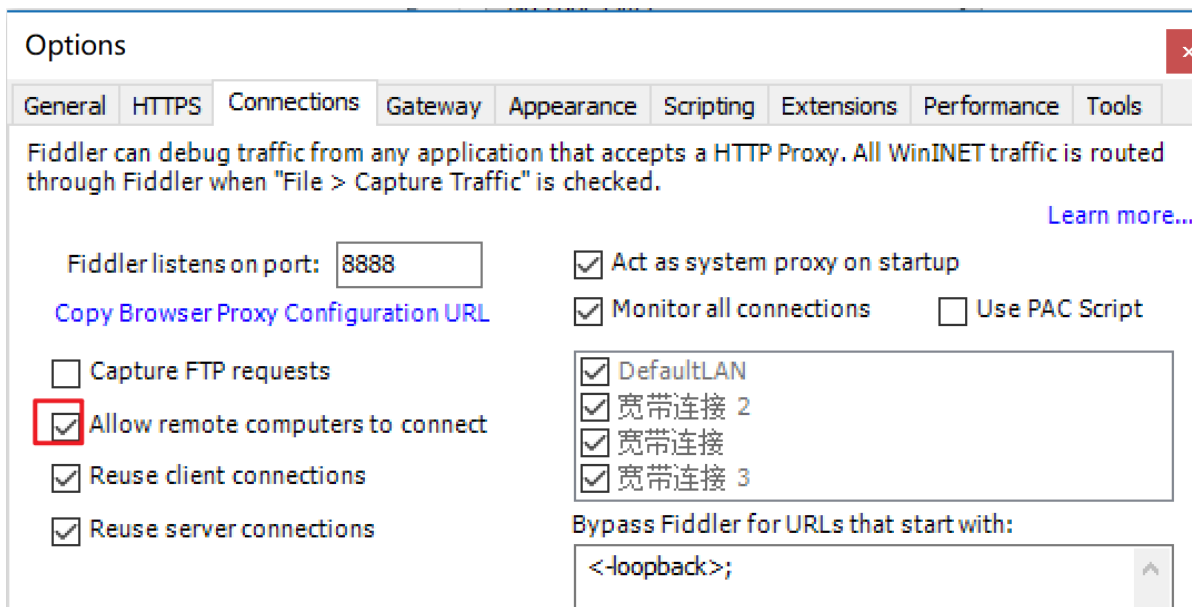 Options
General HTTPS Connections Gateway Appearance Scripting Extensions Performance Tools
Fiddler can debug traffic from any application that accepts a HTTP Proxy. All WinINET traffic is routed
through Fiddler when "File > Capture Traffic" is checked.
Learn more...
Fiddler listens on port: 8888
Copy Browser Proxy Configuration URL
Capture FTP requests
Allow remote computers to connect
Reuse client connections
Reuse server connections
Act as system proxy on startup
Monitor all connections Use PAC Script
DefaultLAN
宽带连接 2
宽带连接
宽带连接 3
Bypass Fiddler for URLs that start with:
<-loopback>;